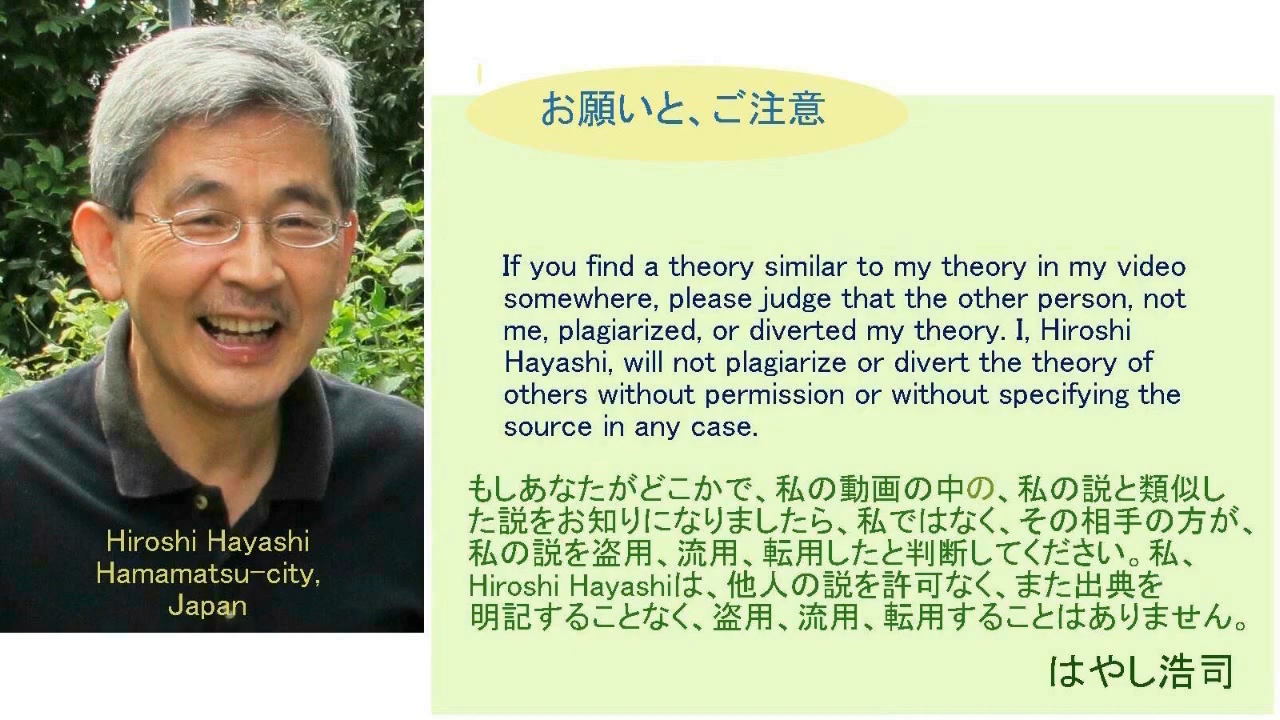 お願いと、ご注意
If you find a theory similar to my theory in my video
somewhere, please judge that the other person, not
me, plagiarized, or diverted my theory. I, Hiroshi
Hayashi, will not plagiarize or divert the theory of
others without permission or without specifying the
source in any case.
もしあなたがどこかで、私の動画の中の、私の説と類似し
た説をお知りになりましたら、私ではなく、その相手の方が、
私の説を盗用、流用、転用したと判断してください。私、
Hiroshi Hayashiは、他人の説を許可なく、また出典を
明記することなく、盗用、流用、転用することはありません。
はやし浩司
Hiroshi Hayashi
Hamamatsu-city,
Japan